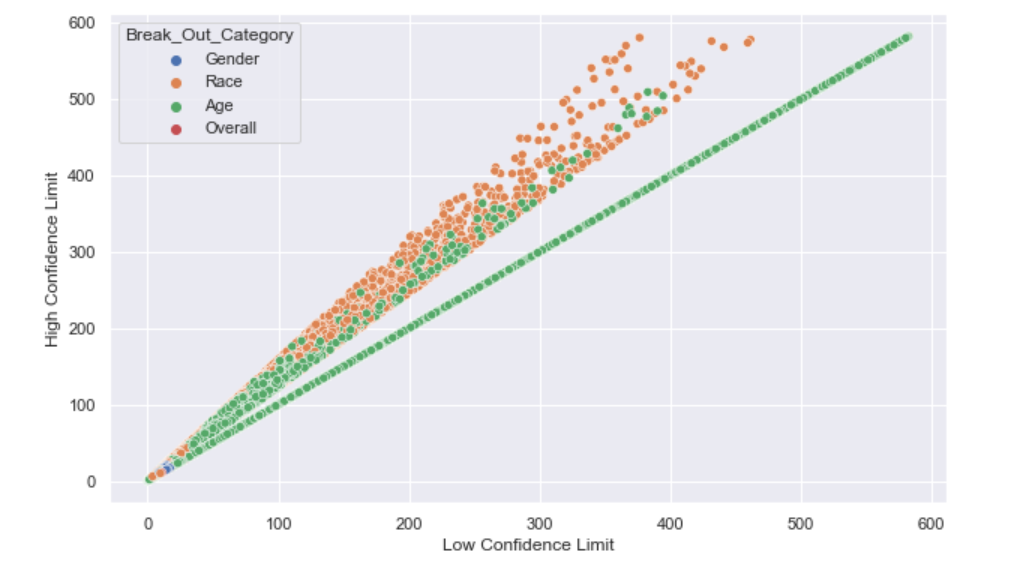 Break_Out_Category
Gender
Race
Age
Overall
600
500
400
300
200
100
0
High Confidence Limit
0 100 200 300 400 500 600
Low Confidence Limit